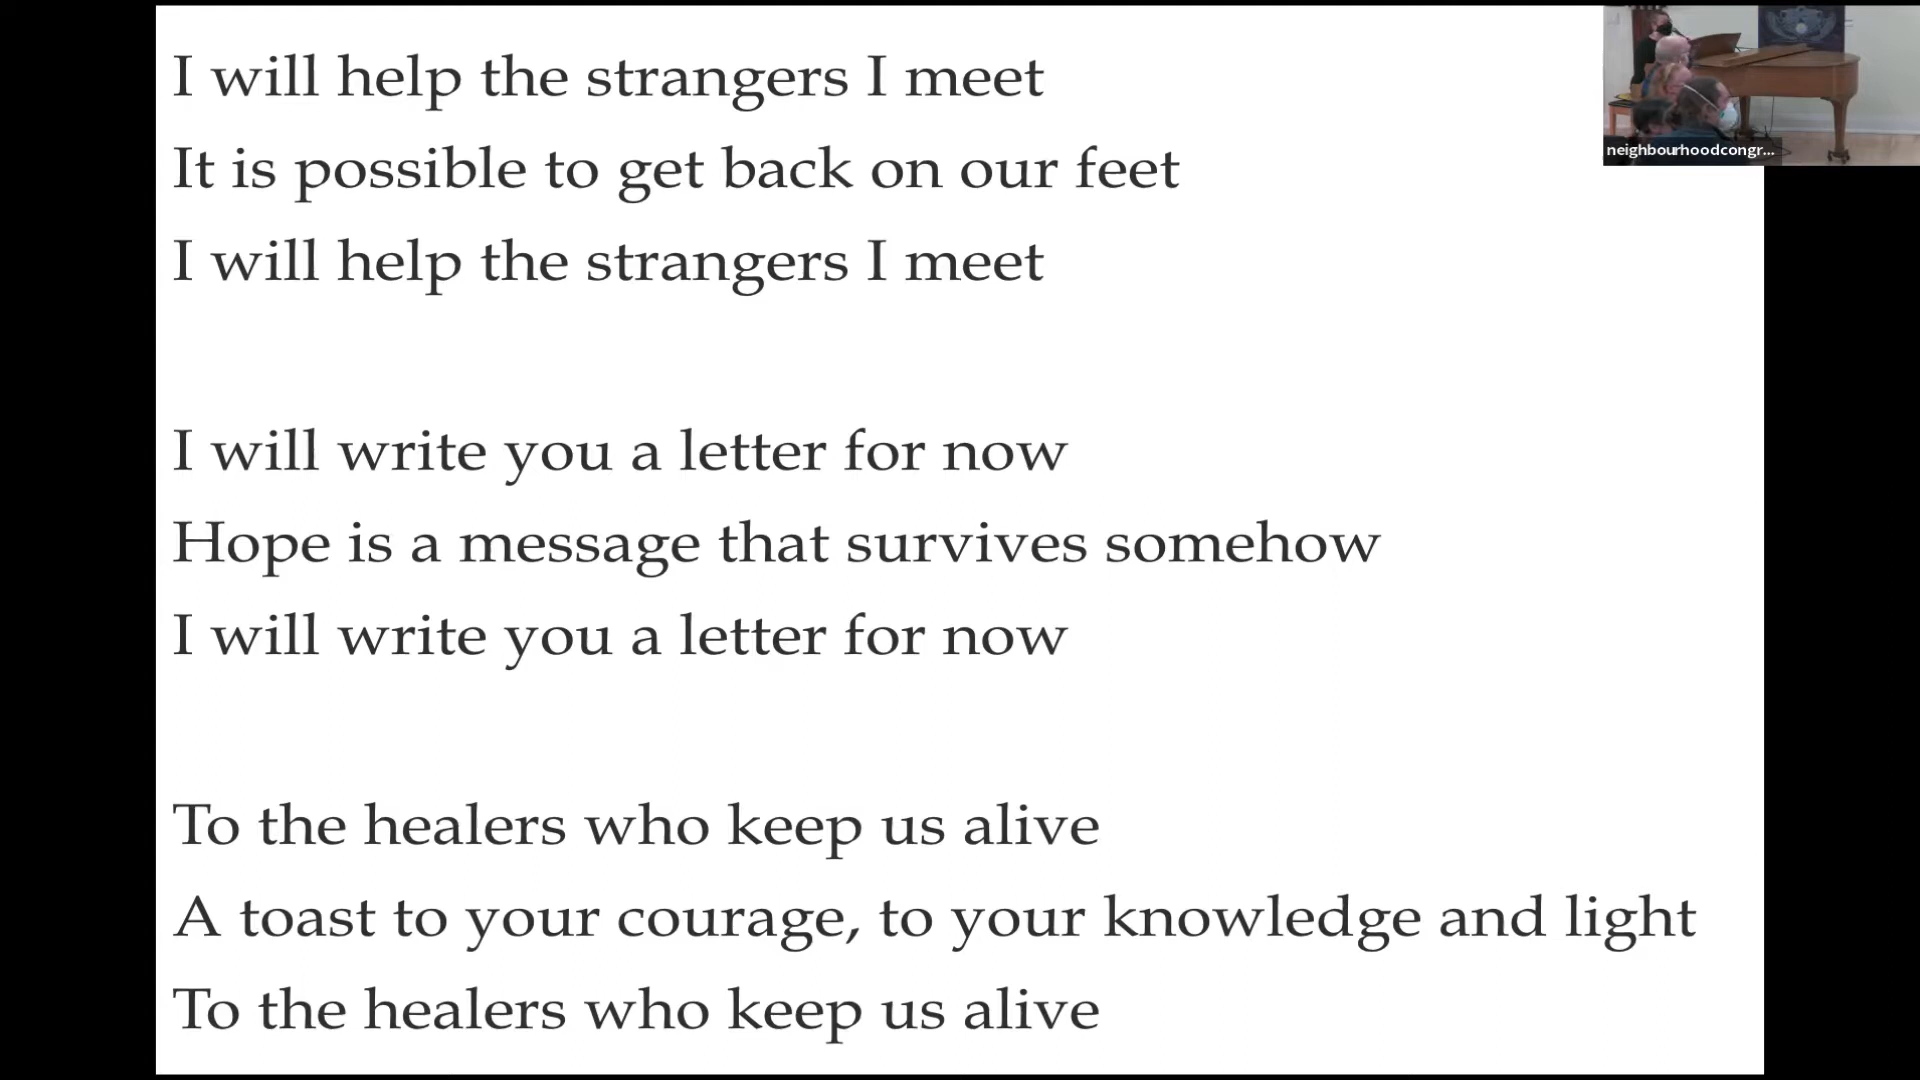 I will help the strangers I meet
It is possible to get back on our feet
I will help the strangers I meet
I will write you a letter for now
Hope is a message that survives somehow
I will write you a letter for now
To the healers who keep us alive
A toast to your courage, to your knowledge and light
To the healers who keep us alive
neighbourhoodcongr...